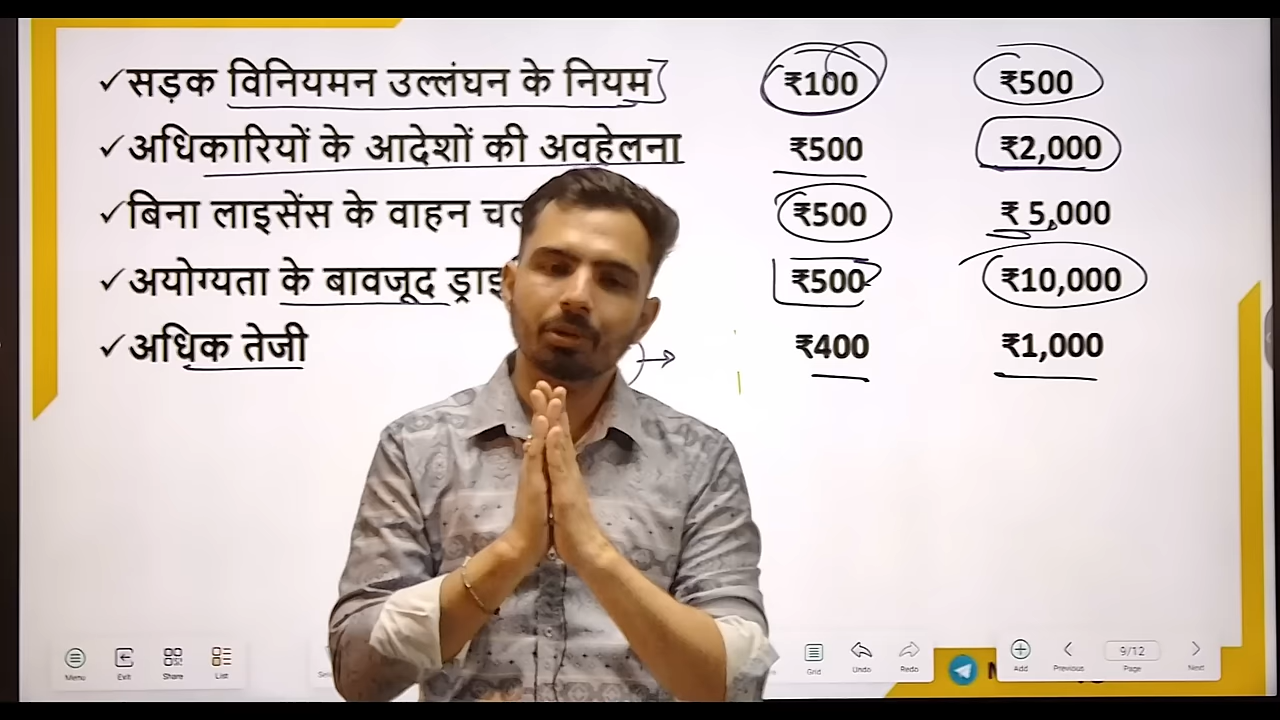 ✓सड़क विनियमन उल्लंघन के नियम ₹100 ₹500
✓अधिकारियों के आदेशों की अवहेलना ₹500 ₹2,000
✓बिना लाइसेंस के वाहन ₹500 ₹ 5,000
✓अयोग्यता के बावजूद ₹500 ₹10,000
✓अधिक तेजी ₹400 ₹1,000
Menu Exit Share List Grid Undo Redo Add Previous 9/12 Page Next